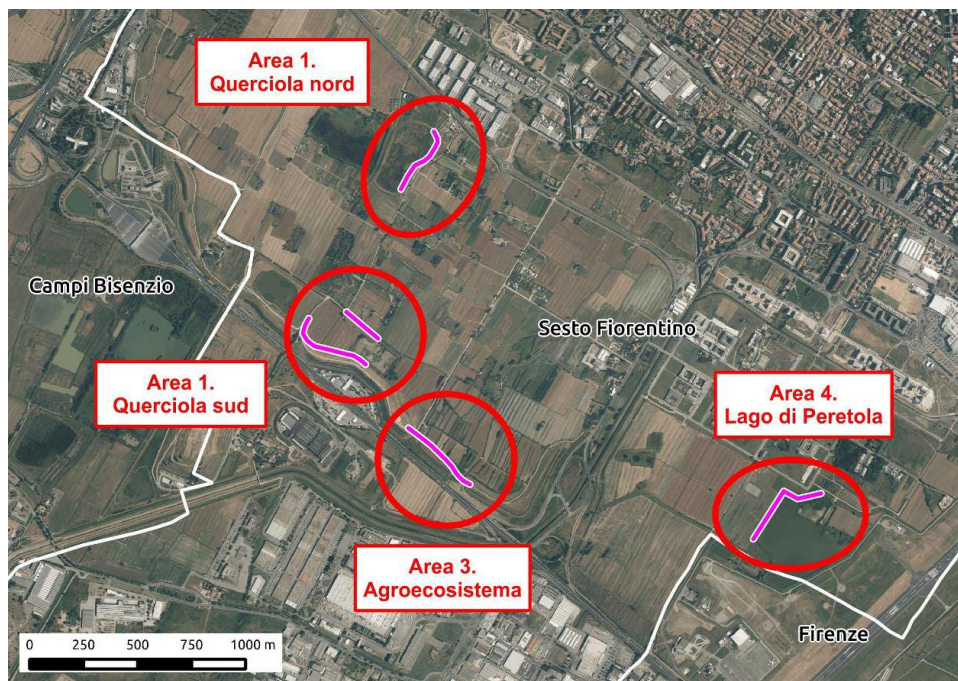 Area 1.
Querciola nord
Campi Bisenzio
Sesto Fiorentino
Area 1.
Querciola sud
Area 4.
Lago di Peretola
Area 3.
Agroecosistema
Firenze
0 250 500 750 1000 m